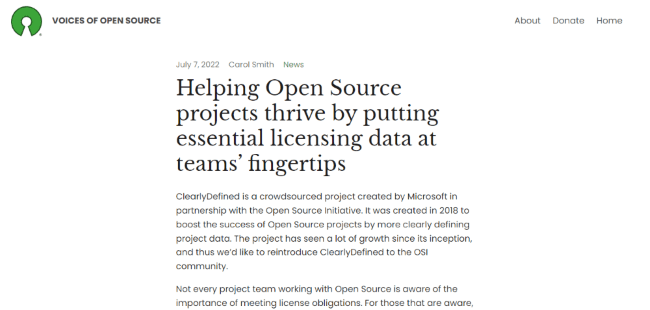 VOICES OF OPEN SOURCE
About Donate Home
July 7, 2022 Carol Smith News
Helping Open Source
projects thrive by putting
essential licensing data at
teams’ fingertips
ClearlyDefined is a crowdsourced project created by Microsoft in
partnership with the Open Source Initiative. It was created in 2018 to
boost the success of Open Source projects by more clearly defining
project data. The project has seen a lot of growth since its inception,
and thus we’d like to reintroduce ClearlyDefined to the OSI
community.
Not every project team working with Open Source is aware of the
importance of meeting license obligations. For those that are aware,